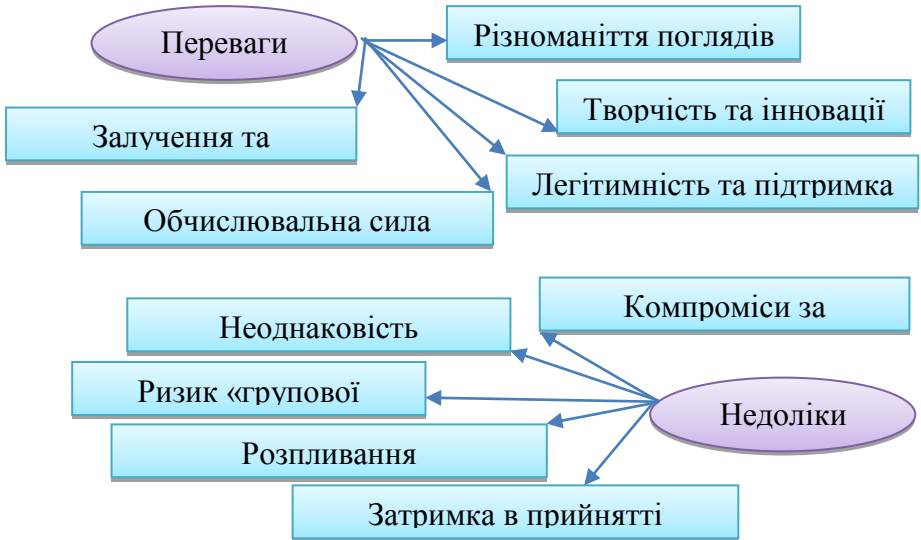 Переваги
Різноманіття поглядів
Творчість та інновації
Залучення та
Легітимність та підтримка
Обчислювальна сила
Компроміси за
Неоднаковість
Ризик «групової
Недоліки
Розпливання
Затримка в прийнятті